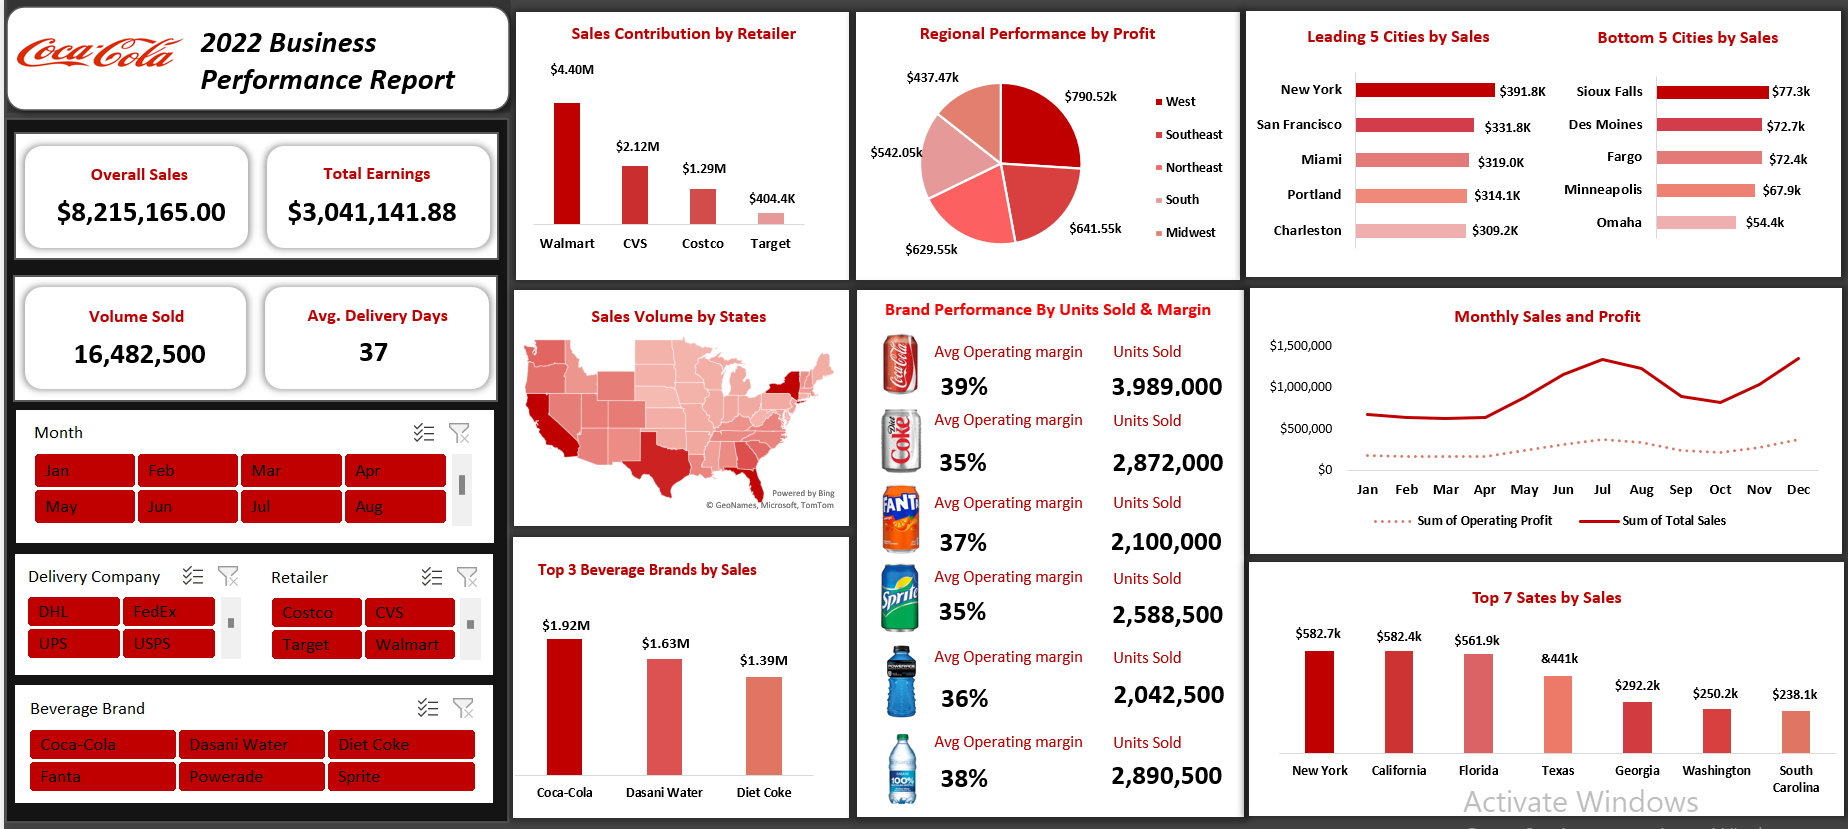 Coca-Cola
2022 Business
Performance Report
Overall Sales
$8,215,165.00
Total Earnings
$3,041,141.88
Volume Sold
16,482,500
Avg. Delivery Days
37
Month
Jan
Feb
Mar
Apr
May
Jun
Jul
Aug
Delivery Company
DHL
FedEx
UPS
USPS
Retailer
Costco
CVS
Target
Walmart
Beverage Brand
Coca-Cola
Dasani Water
Diet Coke
Fanta
Powerade
Sprite
Sales Contribution by Retailer
$4.40M
$2.12M
$1.29M
$404.4K
Walmart
CVS
Costco
Target
Regional Performance by Profit
$437.47k
$790.52k
$542.05k
$641.55k
$629.55k
West
Southeast
Northeast
South
Midwest
Leading 5 Cities by Sales
New York
$391.8K
San Francisco
$331.8K
Miami
$319.0K
Portland
$314.1K
Charleston
$309.2K
Bottom 5 Cities by Sales
Sioux Falls
$77.3k
Des Moines
$72.7k
Fargo
$72.4k
Minneapolis
$67.9k
Omaha
$54.4k
Sales Volume by States
Powered by Bing
© GeoNames, Microsoft, TomTom
Top 3 Beverage Brands by Sales
$1.92M
$1.63M
$1.39M
Coca-Cola
Dasani Water
Diet Coke
Brand Performance By Units Sold & Margin
Coca-Cola
Avg Operating margin
Units Sold
39%
3,989,000
Diet
Coke
Avg Operating margin
Units Sold
35%
2,872,000
FANTA
Avg Operating margin
Units Sold
37%
2,100,000
Sprite
Avg Operating margin
Units Sold
35%
2,588,500
POWERADE
Avg Operating margin
Units Sold
36%
2,042,500
100%
Avg Operating margin
Units Sold
38%
2,890,500
Monthly Sales and Profit
$1,500,000
$1,000,000
$500,000
$0
Jan
Feb
Mar
Apr
May
Jun
Jul
Aug
Sep
Oct
Nov
Dec
Sum of Operating Profit
Sum of Total Sales
Top 7 Sates by Sales
$582.7k
$582.4k
$561.9k
&441k
$292.2k
$250.2k
$238.1k
New York
California
Florida
Texas
Georgia
Washington
South
Carolina
Activate Windows